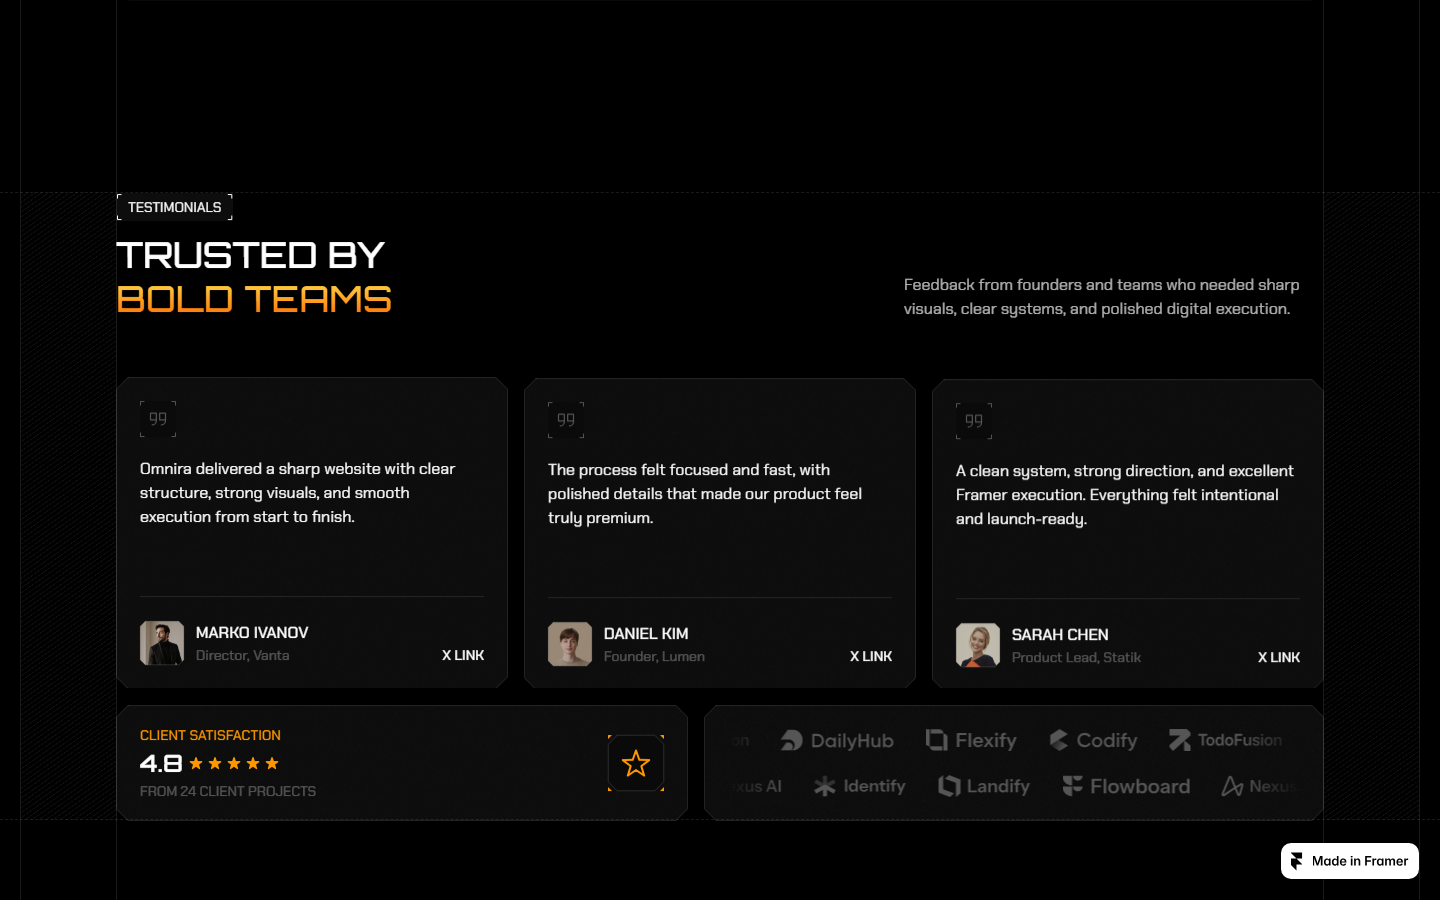 TESTIMONIALS
TRUSTED BY
BOLD TEAMS
Feedback from founders and teams who needed sharp
visuals, clear systems, and polished digital execution.
Omnira delivered a sharp website with clear
structure, strong visuals, and smooth
execution from start to finish.
MARKO IVANOV
Director, Vanta
X LINK
The process felt focused and fast, with
polished details that made our product feel
truly premium.
DANIEL KIM
Founder, Lumen
X LINK
A clean system, strong direction, and excellent
Framer execution. Everything felt intentional
and launch-ready.
SARAH CHEN
Product Lead, Statik
X LINK
CLIENT SATISFACTION
4.8
FROM 24 CLIENT PROJECTS
DailyHub Flexify Codify TodoFusion
AI Identify Landify Flowboard Nexus
Made in Framer